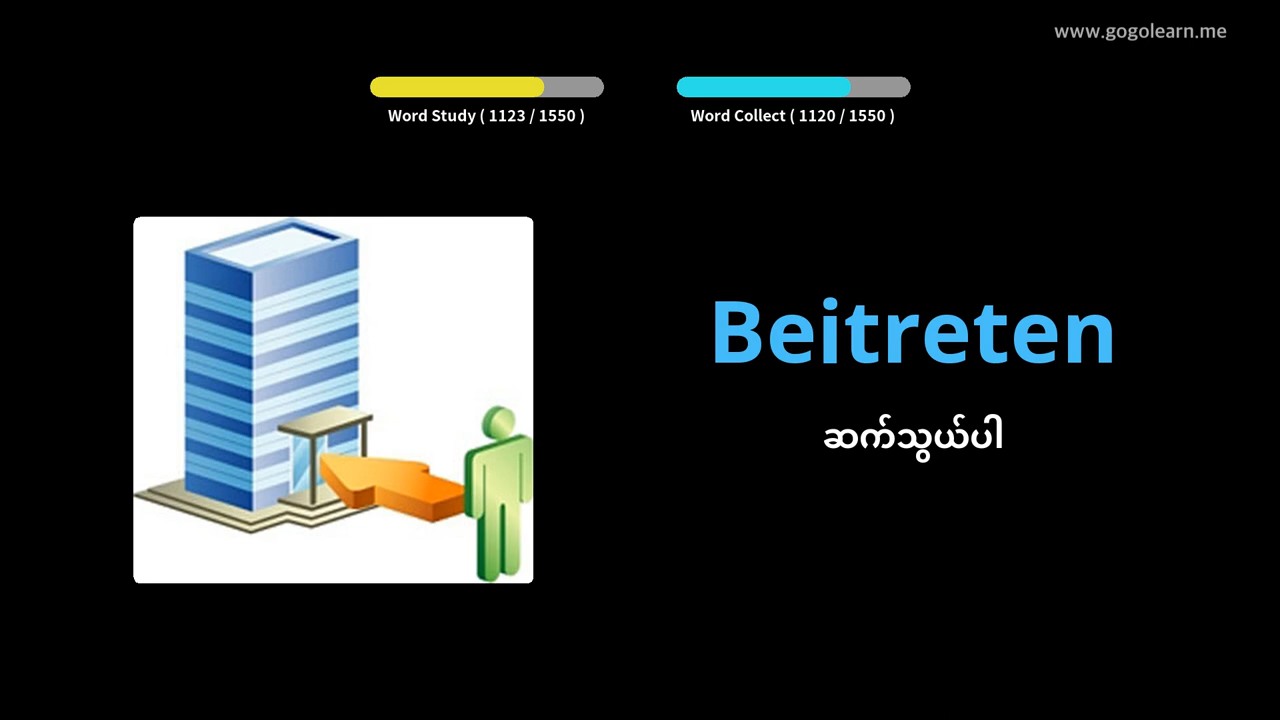 www.gogolearn.me
Word Study ( 1123 / 1550 )
Word Collect ( 1120 / 1550 )
Beitreten
ဆက်သွယ်ပါ